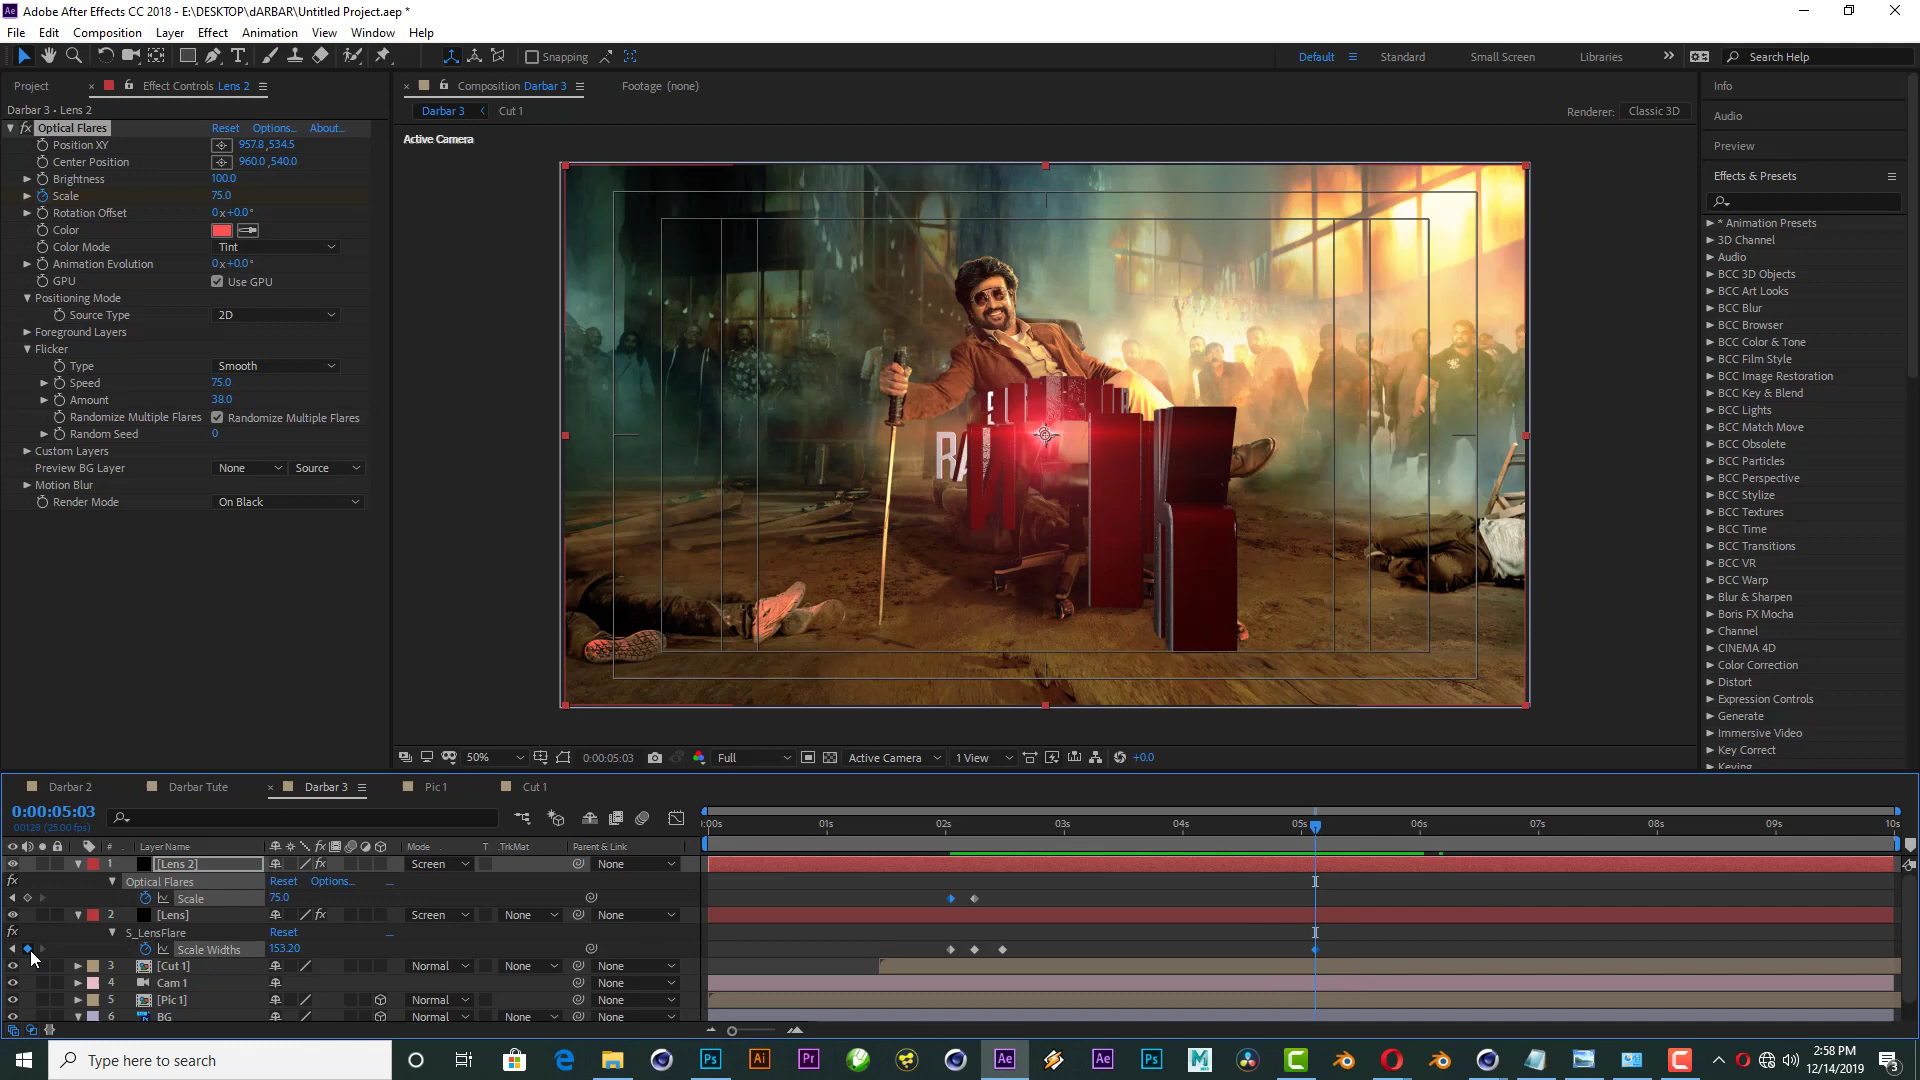 Adobe After Effects CC 2018 - E:\DESKTOP\dARBAR\Untitled Project.aep *
File Edit Composition Layer Effect Animation View Window Help
Snapping Default Standard Small Screen Libraries Search Help
Project Effect Controls Lens 2
Composition Darbar 3 Footage (none)
Darbar 3 • Lens 2
Darbar 3 Cut 1 Renderer: Classic 3D
Active Camera
fx Optical Flares Reset Options... About...
Position XY 957.8 ,534.5
Center Position 960.0 ,540.0
Brightness 100.0
Scale 75.0
Rotation Offset 0x+0.0°
Color
Color Mode Tint
Animation Evolution 0x+0.0°
GPU Use GPU
Positioning Mode
Source Type 2D
Foreground Layers
Flicker
Type Smooth
Speed 75.0
Amount 38.0
Randomize Multiple Flares Randomize Multiple Flares
Random Seed 0
Custom Layers
Preview BG Layer None Source
Motion Blur
Render Mode On Black
Info
Audio
Preview
Effects & Presets
* Animation Presets
3D Channel
Audio
BCC 3D Objects
BCC Art Looks
BCC Blur
BCC Browser
BCC Color & Tone
BCC Film Style
BCC Image Restoration
BCC Key & Blend
BCC Lights
BCC Match Move
BCC Obsolete
BCC Particles
BCC Perspective
BCC Stylize
BCC Textures
BCC Time
BCC Transitions
BCC VR
BCC Warp
Blur & Sharpen
Boris FX Mocha
Channel
CINEMA 4D
Color Correction
Distort
Expression Controls
Generate
Immersive Video
Key Correct
Keying
50% 0:00:05:03 Full Active Camera 1 View +0.0
Darbar 2 Darbar Tute Darbar 3 Pic 1 Cut 1
0:00:05:03
00128 (25.00 fps)
:00s 01s 02s 03s 04s 05s 06s 07s 08s 09s 10s
# Layer Name fx Mode T .TrkMat Parent & Link
1 [Lens 2] fx Screen None
fx Optical Flares Reset Options...
Scale 75.0
2 [Lens] fx Screen None None
fx S_LensFlare Reset
Scale Widths 153.20
3 [Cut 1] Normal None None
4 Cam 1 None
5 [Pic 1] Normal None None
6 BG Normal None None
Type here to search
Ps Ai Pr Ae Ae Ps M
2:58 PM
12/14/2019
3